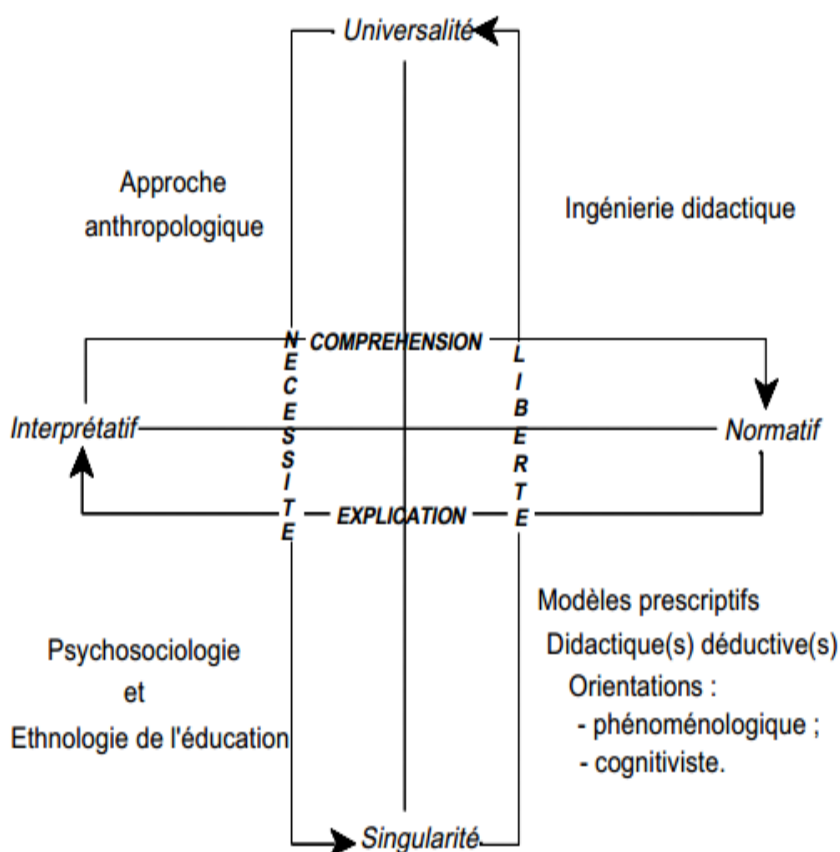 Universalité
Approche
anthropologique
Ingénierie didactique
NECESSITE
COMPREHENSION
LIBERTE
Interprétatif
Normatif
EXPLICATION
Psychosociologie
et
Ethnologie de l'éducation
Modèles prescriptifs
Didactique(s) déductive(s)
Orientations :
- phénoménologique ;
- cognitiviste.
Singularité